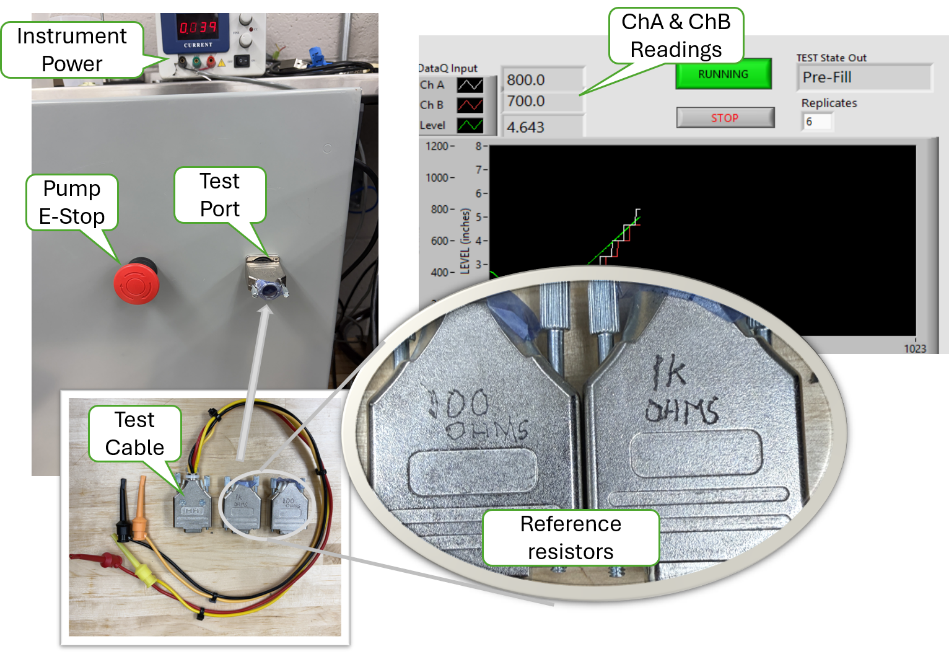 Instrument
Power
0.039
CURRENT
ChA & ChB
Readings
DataQ Input
Ch A
800.0
Ch B
700.0
Level
4.643
RUNNING
STOP
TEST State Out
Pre-Fill
Replicates
6
1200
1000
800
600
400
8
7
6
5
4
3
LEVEL (inches)
1023
Pump
E-Stop
Test
Port
Test
Cable
100
OHMS
1K
OHMS
Reference
resistors